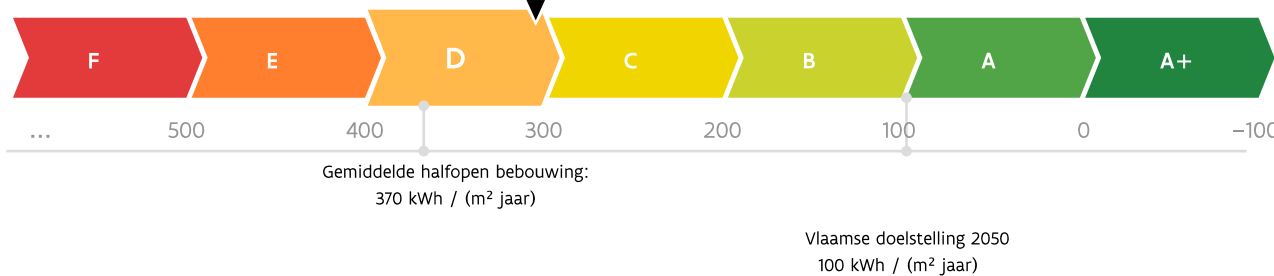 F E D C B A A+
... 500 400 300 200 100 0 −100
Gemiddelde halfopen bebouwing:
370 kWh / (m² jaar)
Vlaamse doelstelling 2050
100 kWh / (m² jaar)